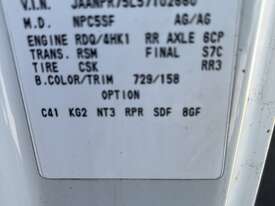 V.I.N. JAANPR75L57102660
M.D. NPC5SF AG/AG
ENGINE RDQ/4HK1 RR AXLE 6CP
TRANS. RSM FINAL S7C
TIRE CSK RR3
B.COLOR/TRIM 729/158
OPTION
C41 KG2 NT3 RPR SDF 8GF